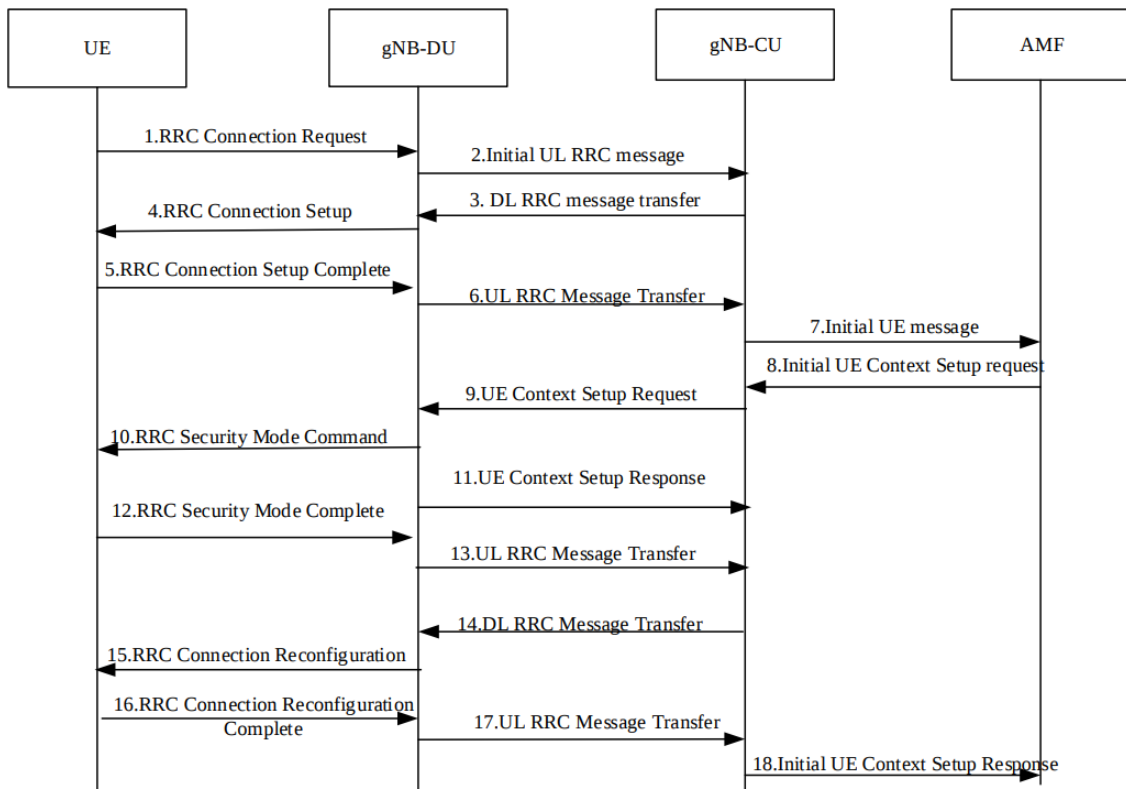 UE
gNB-DU
gNB-CU
AMF
1.RRC Connection Request
2.Initial UL RRC message
3. DL RRC message transfer
4.RRC Connection Setup
5.RRC Connection Setup Complete
6.UL RRC Message Transfer
7.Initial UE message
8.Initial UE Context Setup request
9.UE Context Setup Request
10.RRC Security Mode Command
11.UE Context Setup Response
12.RRC Security Mode Complete
13.UL RRC Message Transfer
14.DL RRC Message Transfer
15.RRC Connection Reconfiguration
16.RRC Connection Reconfiguration
Complete
17.UL RRC Message Transfer
18.Initial UE Context Setup Response